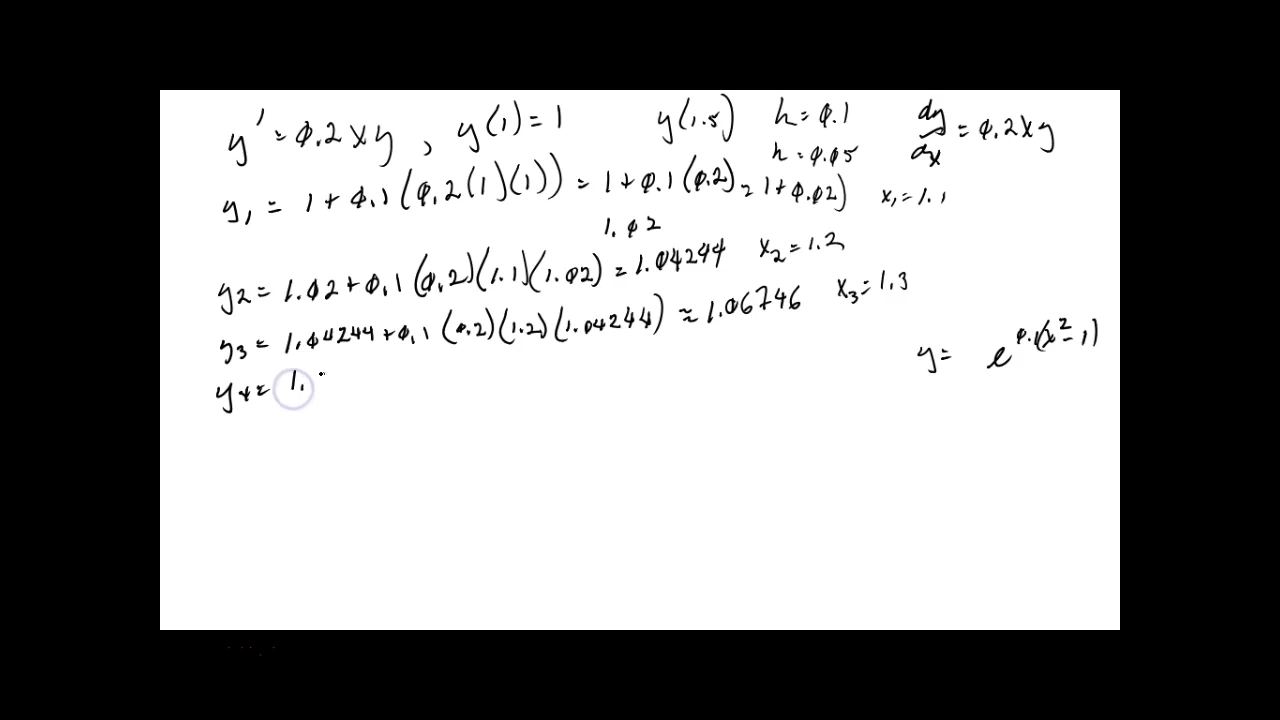 y' = 0.2xy, y(1) = 1 y(1.5) h = 0.1 dy/dx = 0.2xy
h = 0.05
y₁ = 1 + 0.1(0.2(1)(1)) = 1 + 0.1(0.2) = 1 + 0.02) x₁ = 1.1
1.02
y₂ = 1.02 + 0.1(0.2)(1.1)(1.02) = 1.04244 x₂ = 1.2
y₃ = 1.04244 + 0.1(0.2)(1.2)(1.04244) ≈ 1.06746 x₃ = 1.3
y = e^0.1(x² - 1)
y₄ = 1.